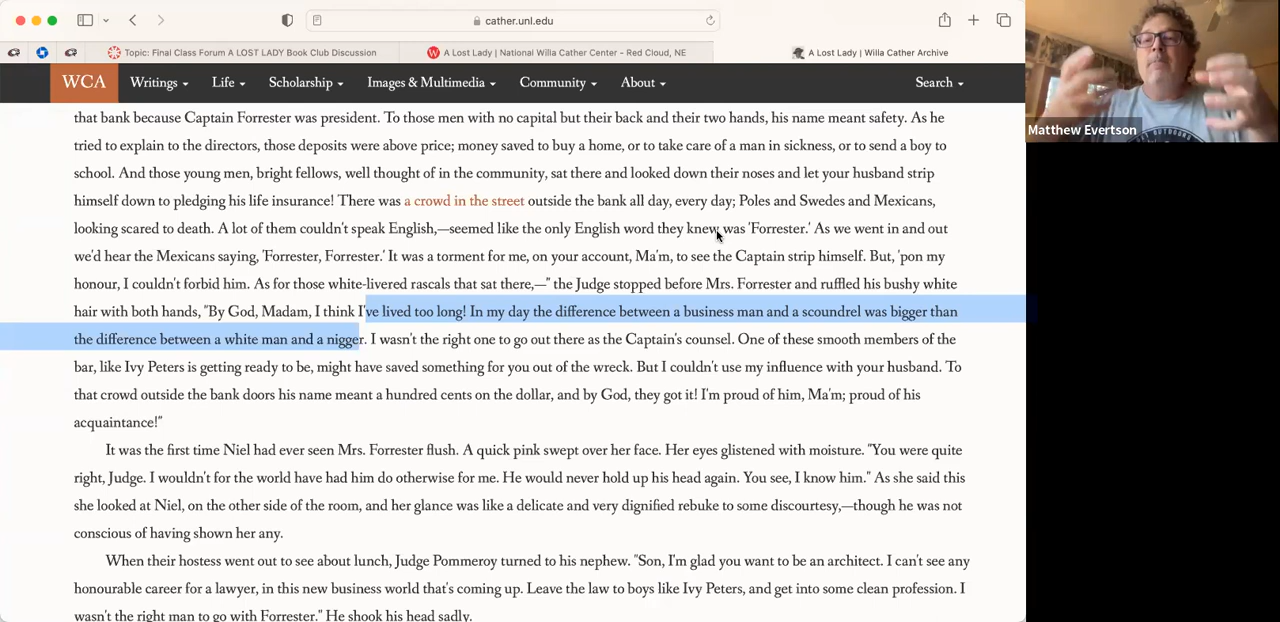 cather.unl.edu
Topic: Final Class Forum A LOST LADY Book Club Discussion
A Lost Lady | National Willa Cather Center - Red Cloud, NE
A Lost Lady | Willa Cather Archive
WCA Writings Life Scholarship Images & Multimedia Community About Search
Matthew Evertson
that bank because Captain Forrester was president. To those men with no capital but their back and their two hands, his name meant safety. As he
tried to explain to the directors, those deposits were above price; money saved to buy a home, or to take care of a man in sickness, or to send a boy to
school. And those young men, bright fellows, well thought of in the community, sat there and looked down their noses and let your husband strip
himself down to pledging his life insurance! There was a crowd in the street outside the bank all day, every day; Poles and Swedes and Mexicans,
looking scared to death. A lot of them couldn't speak English,—seemed like the only English word they knew was 'Forrester.' As we went in and out
we'd hear the Mexicans saying, 'Forrester, Forrester.' It was a torment for me, on your account, Ma'm, to see the Captain strip himself. But, 'pon my
honour, I couldn't forbid him. As for those white-livered rascals that sat there,—" the Judge stopped before Mrs. Forrester and ruffled his bushy white
hair with both hands, "By God, Madam, I think I've lived too long! In my day the difference between a business man and a scoundrel was bigger than
the difference between a white man and a nigger. I wasn't the right one to go out there as the Captain's counsel. One of these smooth members of the
bar, like Ivy Peters is getting ready to be, might have saved something for you out of the wreck. But I couldn't use my influence with your husband. To
that crowd outside the bank doors his name meant a hundred cents on the dollar, and by God, they got it! I'm proud of him, Ma'm; proud of his
acquaintance!"
It was the first time Niel had ever seen Mrs. Forrester flush. A quick pink swept over her face. Her eyes glistened with moisture. "You were quite
right, Judge. I wouldn't for the world have had him do otherwise for me. He would never hold up his head again. You see, I know him." As she said this
she looked at Niel, on the other side of the room, and her glance was like a delicate and very dignified rebuke to some discourtesy,—though he was not
conscious of having shown her any.
When their hostess went out to see about lunch, Judge Pommeroy turned to his nephew. "Son, I'm glad you want to be an architect. I can't see any
honourable career for a lawyer, in this new business world that's coming up. Leave the law to boys like Ivy Peters, and get into some clean profession. I
wasn't the right man to go with Forrester." He shook his head sadly.